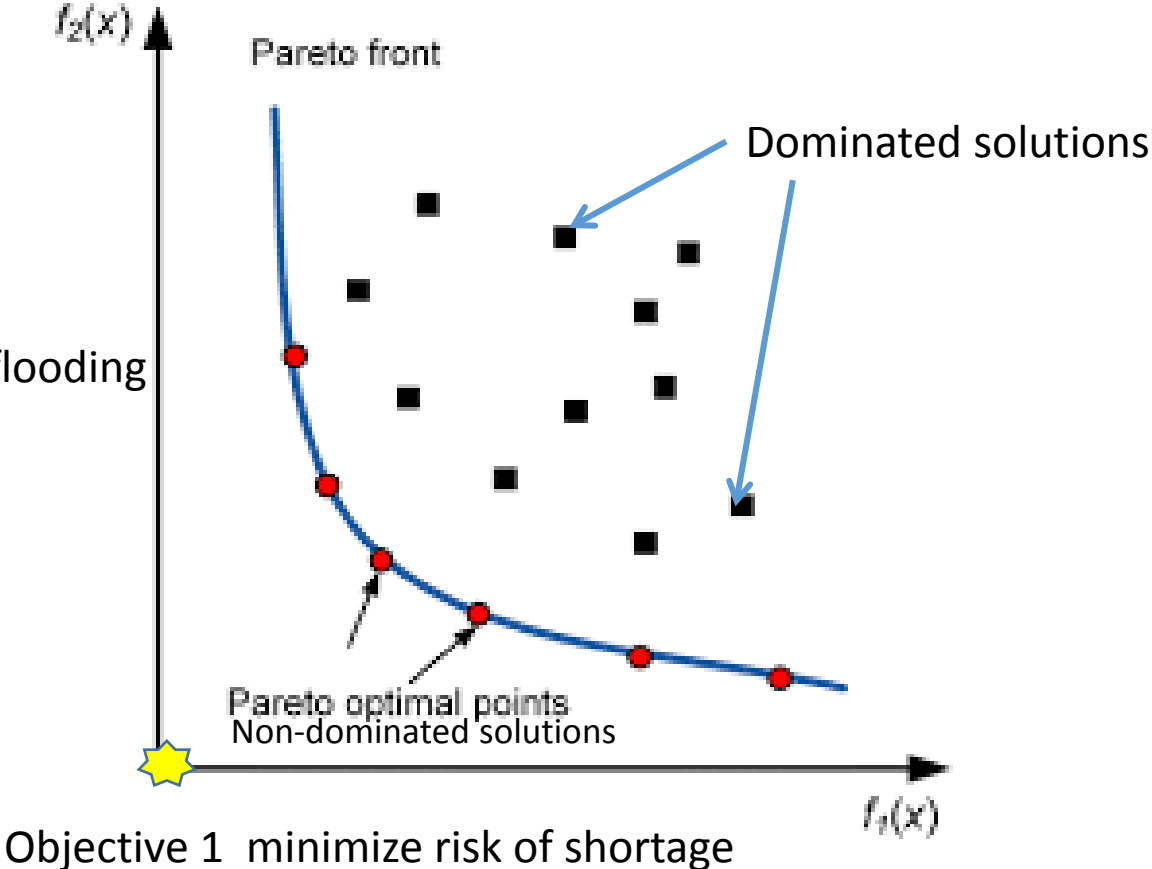 f₂(x)
Pareto front
Dominated solutions
flooding
Pareto optimal points
Non-dominated solutions
f₁(x)
Objective 1 minimize risk of shortage